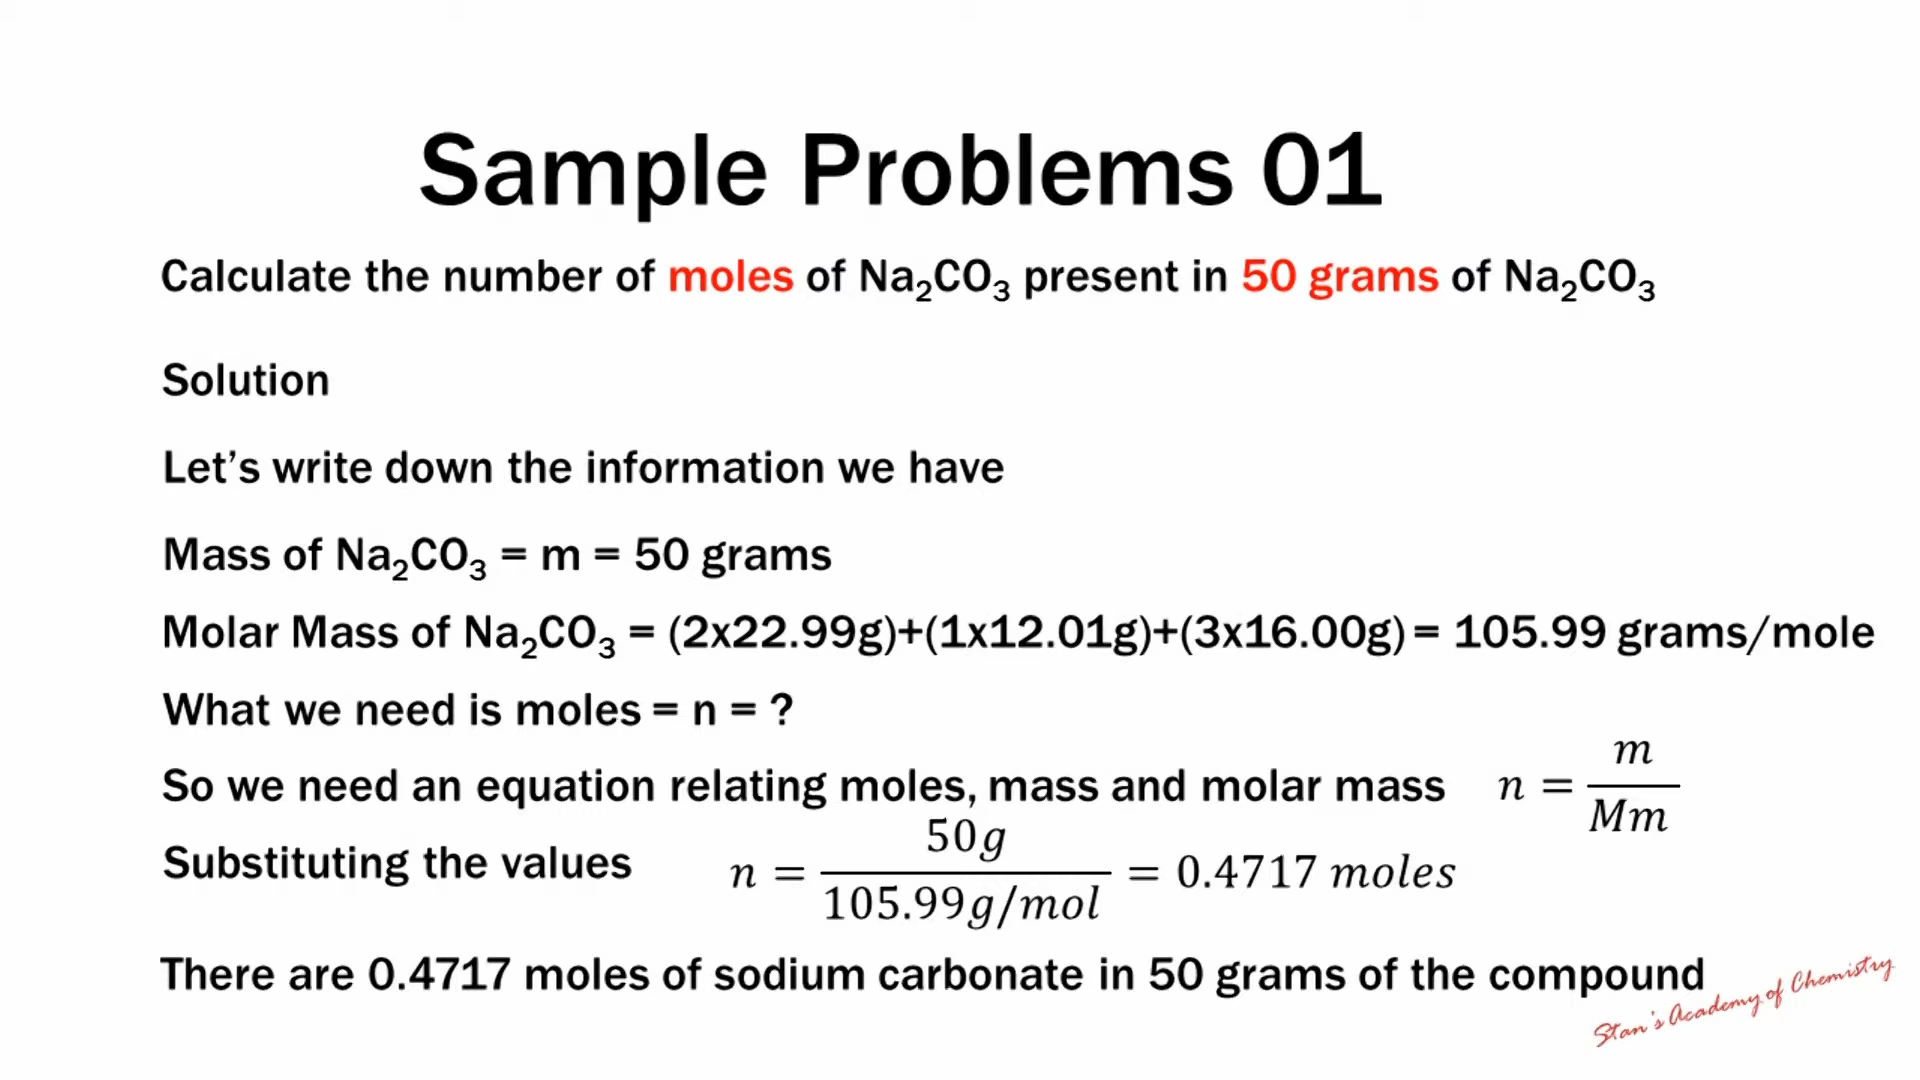 Sample Problems 01
Calculate the number of moles of Na₂CO₃ present in 50 grams of Na₂CO₃
Solution
Let’s write down the information we have
Mass of Na₂CO₃ = m = 50 grams
Molar Mass of Na₂CO₃ = (2x22.99g)+(1x12.01g)+(3x16.00g) = 105.99 grams/mole
What we need is moles = n = ?
So we need an equation relating moles, mass and molar mass n = m/Mm
Substituting the values n = 50g/105.99g/mol = 0.4717 moles
There are 0.4717 moles of sodium carbonate in 50 grams of the compound
Stan's Academy of Chemistry